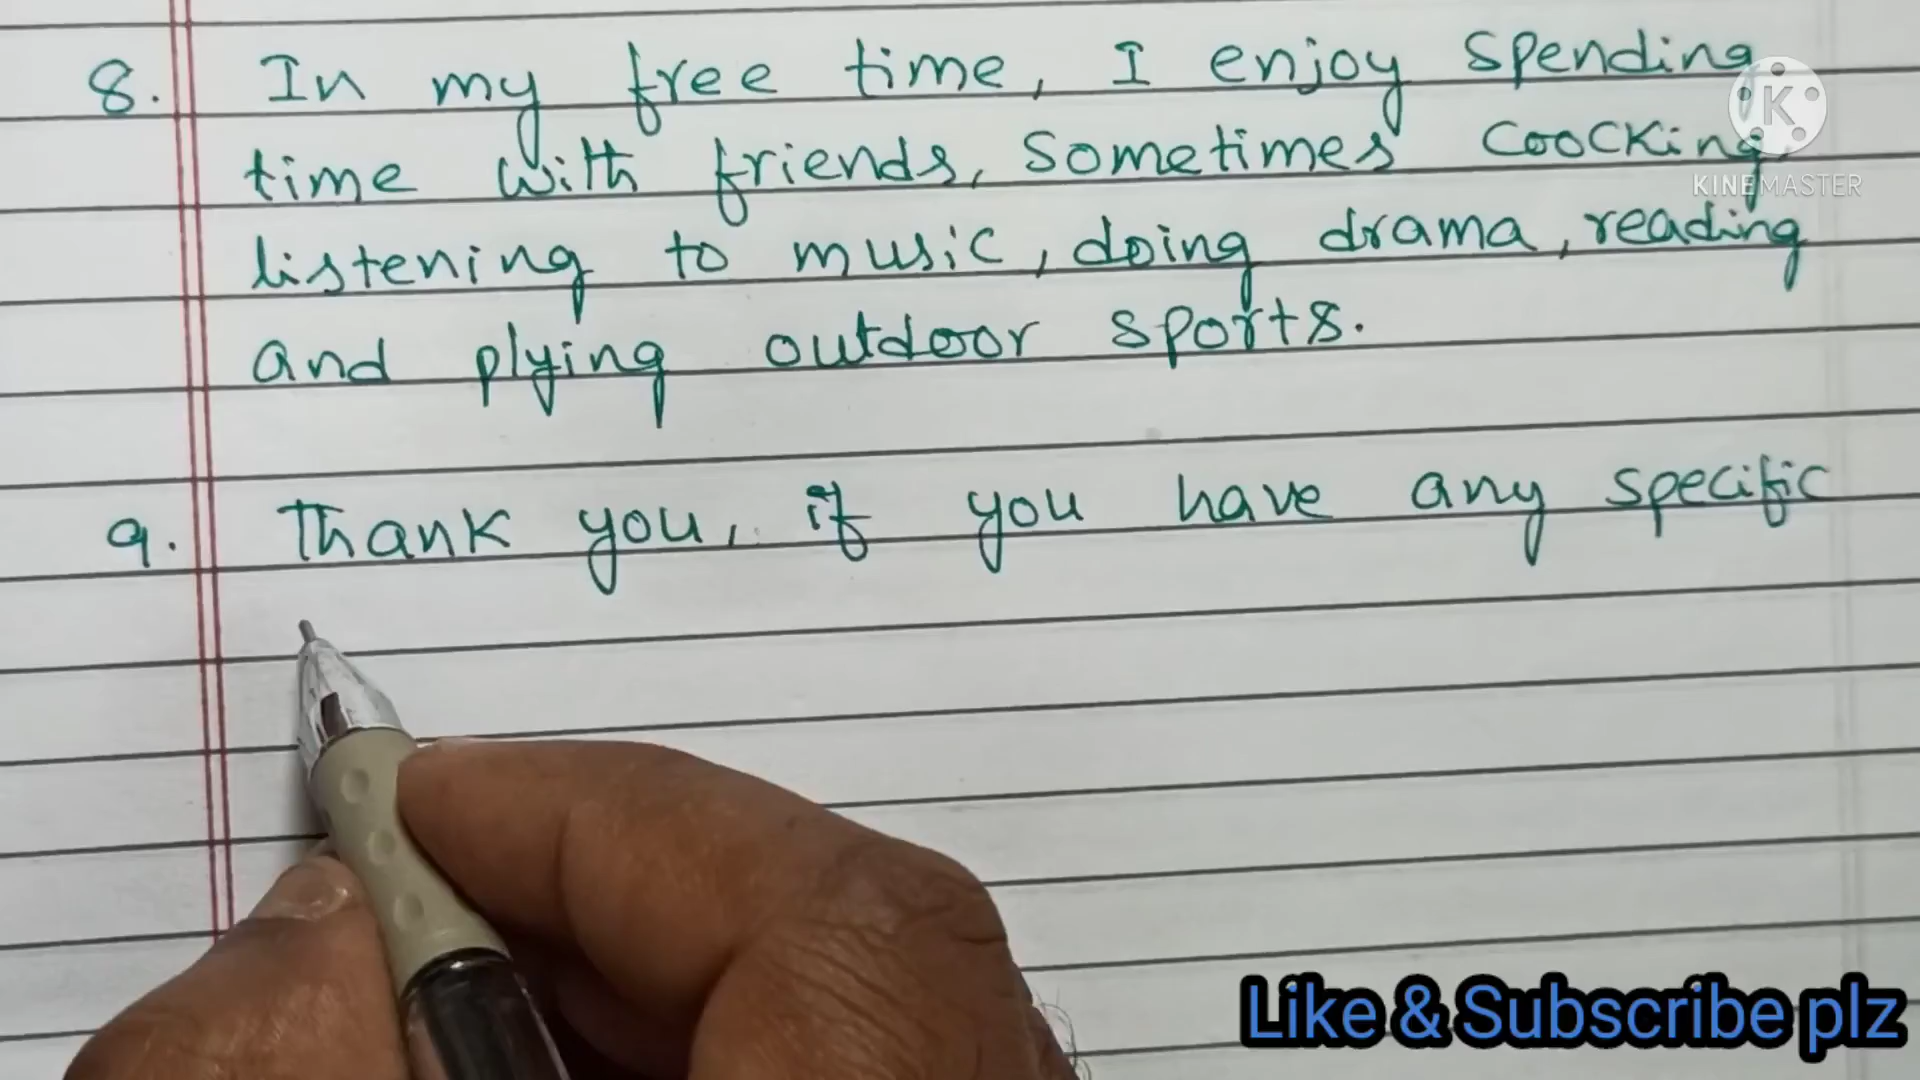 8. In my free time, I enjoy spending
time with friends, sometimes coocking,
listening to music, doing drama, reading
and plying outdoor sports.
9. Thank you, if you have any specific
K
KINEMASTER
Like & Subscribe plz